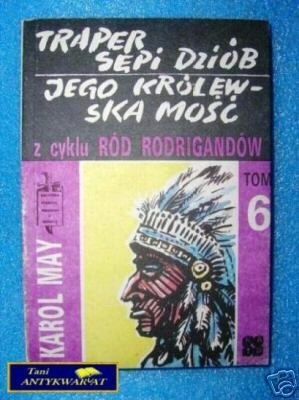 TRAPER
SĘPI DZIÓB
JEGO KRÓLEW-
SKA MOŚĆ
z cyklu RÓD RODRIGANDÓW
TOM
6
KAROL MAY
Tani
ANTYKWARIAT